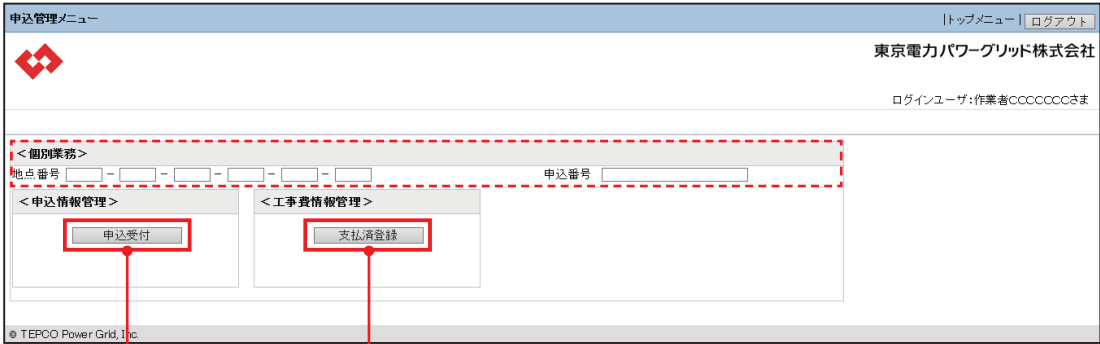 申込管理メニュー |トップメニュー| ログアウト
東京電力パワーグリッド株式会社
ログインユーザ:作業者CCCCCCCさま
<個別業務>
地点番号 - - - - - 申込番号
<申込情報管理> <工事費情報管理>
申込受付 支払済登録
© TEPCO Power Grid, Inc.